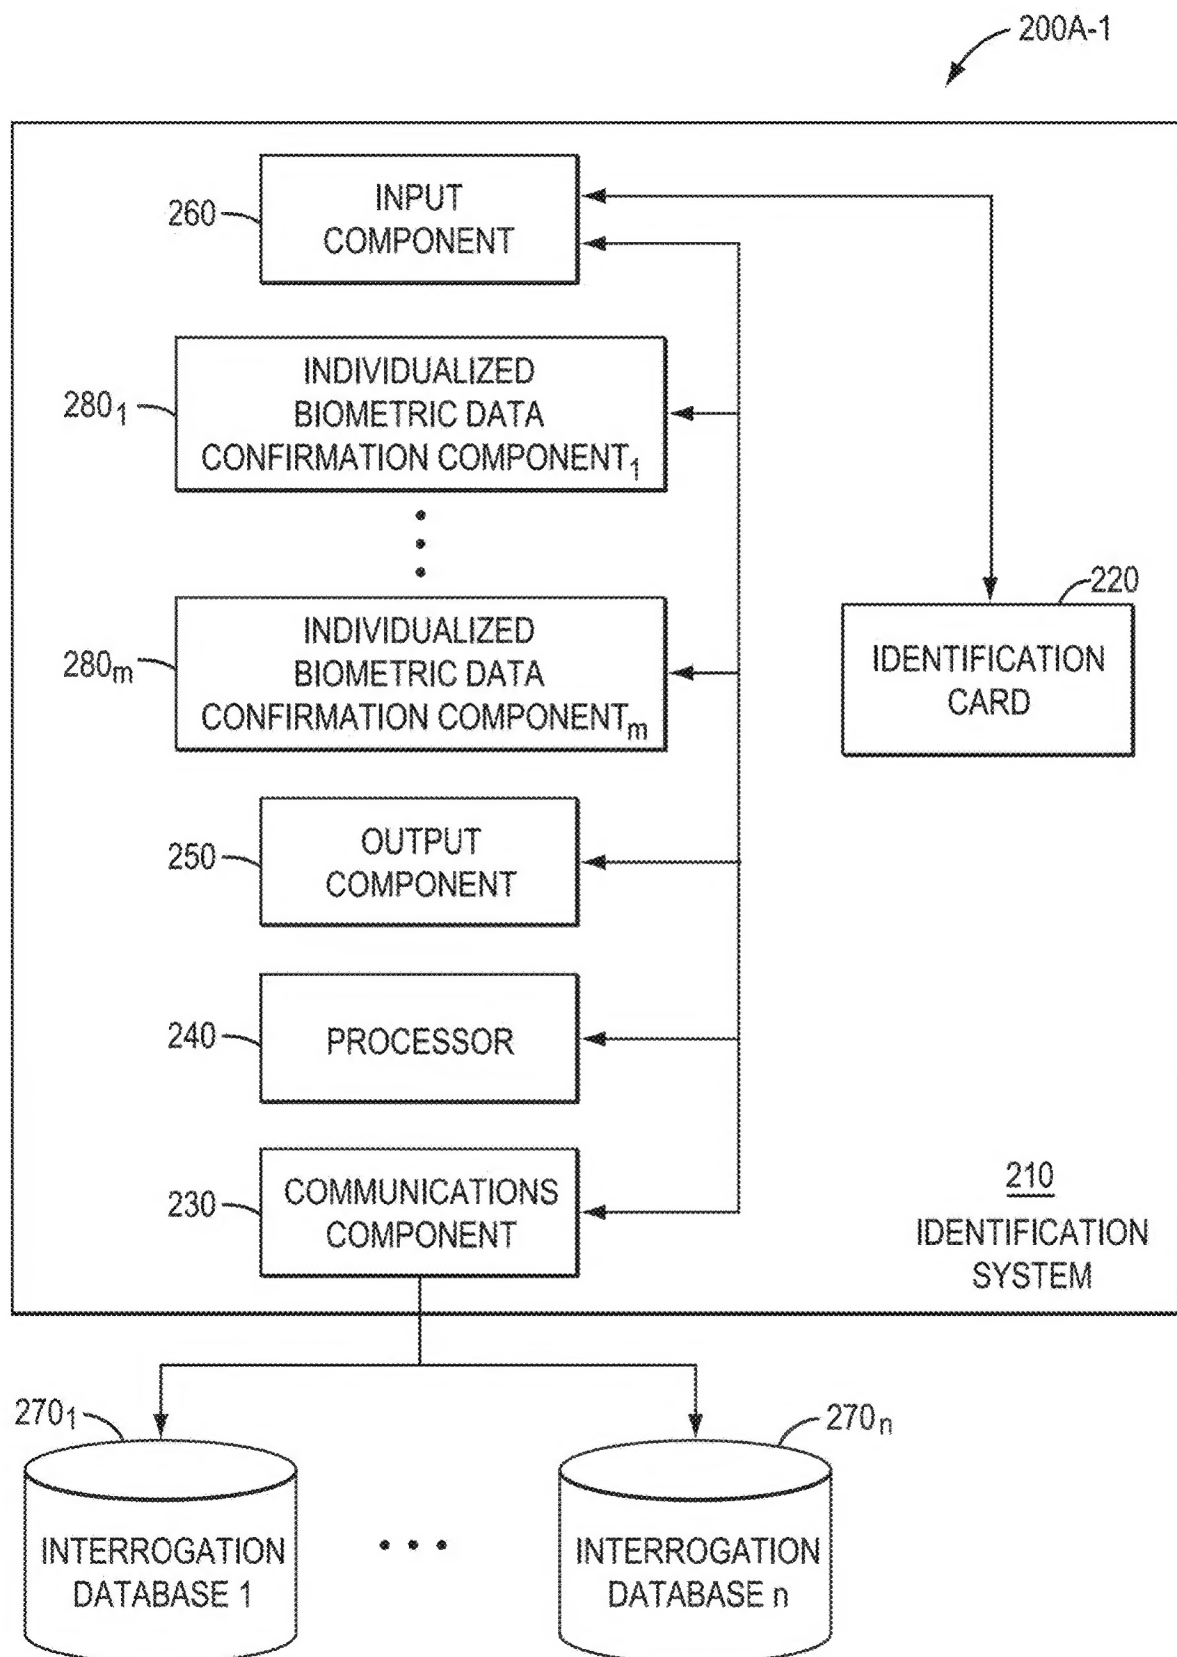 200A-1
260
INPUT
COMPONENT
280₁
INDIVIDUALIZED
BIOMETRIC DATA
CONFIRMATION COMPONENT₁
280ₘ
INDIVIDUALIZED
BIOMETRIC DATA
CONFIRMATION COMPONENTₘ
220
IDENTIFICATION
CARD
250
OUTPUT
COMPONENT
240
PROCESSOR
230
COMMUNICATIONS
COMPONENT
210
IDENTIFICATION
SYSTEM
270₁
INTERROGATION
DATABASE 1
270ₙ
INTERROGATION
DATABASE n